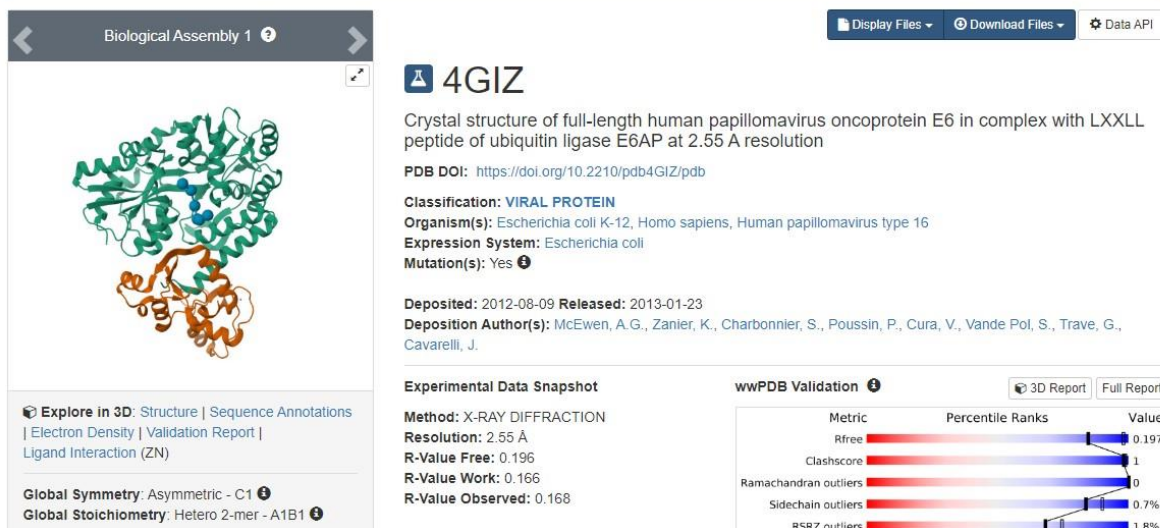 Biological Assembly 1 ?
Display Files
Download Files
Data API
4GIZ
Crystal structure of full-length human papillomavirus oncoprotein E6 in complex with LXXLL
peptide of ubiquitin ligase E6AP at 2.55 A resolution
PDB DOI: https://doi.org/10.2210/pdb4GIZ/pdb
Classification: VIRAL PROTEIN
Organism(s): Escherichia coli K-12, Homo sapiens, Human papillomavirus type 16
Expression System: Escherichia coli
Mutation(s): Yes
Deposited: 2012-08-09 Released: 2013-01-23
Deposition Author(s): McEwen, A.G., Zanier, K., Charbonnier, S., Poussin, P., Cura, V., Vande Pol, S., Trave, G.,
Cavarelli, J.
Explore in 3D: Structure | Sequence Annotations
| Electron Density | Validation Report |
Ligand Interaction (ZN)
Global Symmetry: Asymmetric - C1
Global Stoichiometry: Hetero 2-mer - A1B1
Experimental Data Snapshot
Method: X-RAY DIFFRACTION
Resolution: 2.55 Å
R-Value Free: 0.196
R-Value Work: 0.166
R-Value Observed: 0.168
wwPDB Validation
3D Report
Full Report
Metric Percentile Ranks Value
Rfree 0.197
Clashscore 1
Ramachandran outliers 0
Sidechain outliers 0.7%
RSRZ outliers 1.8%